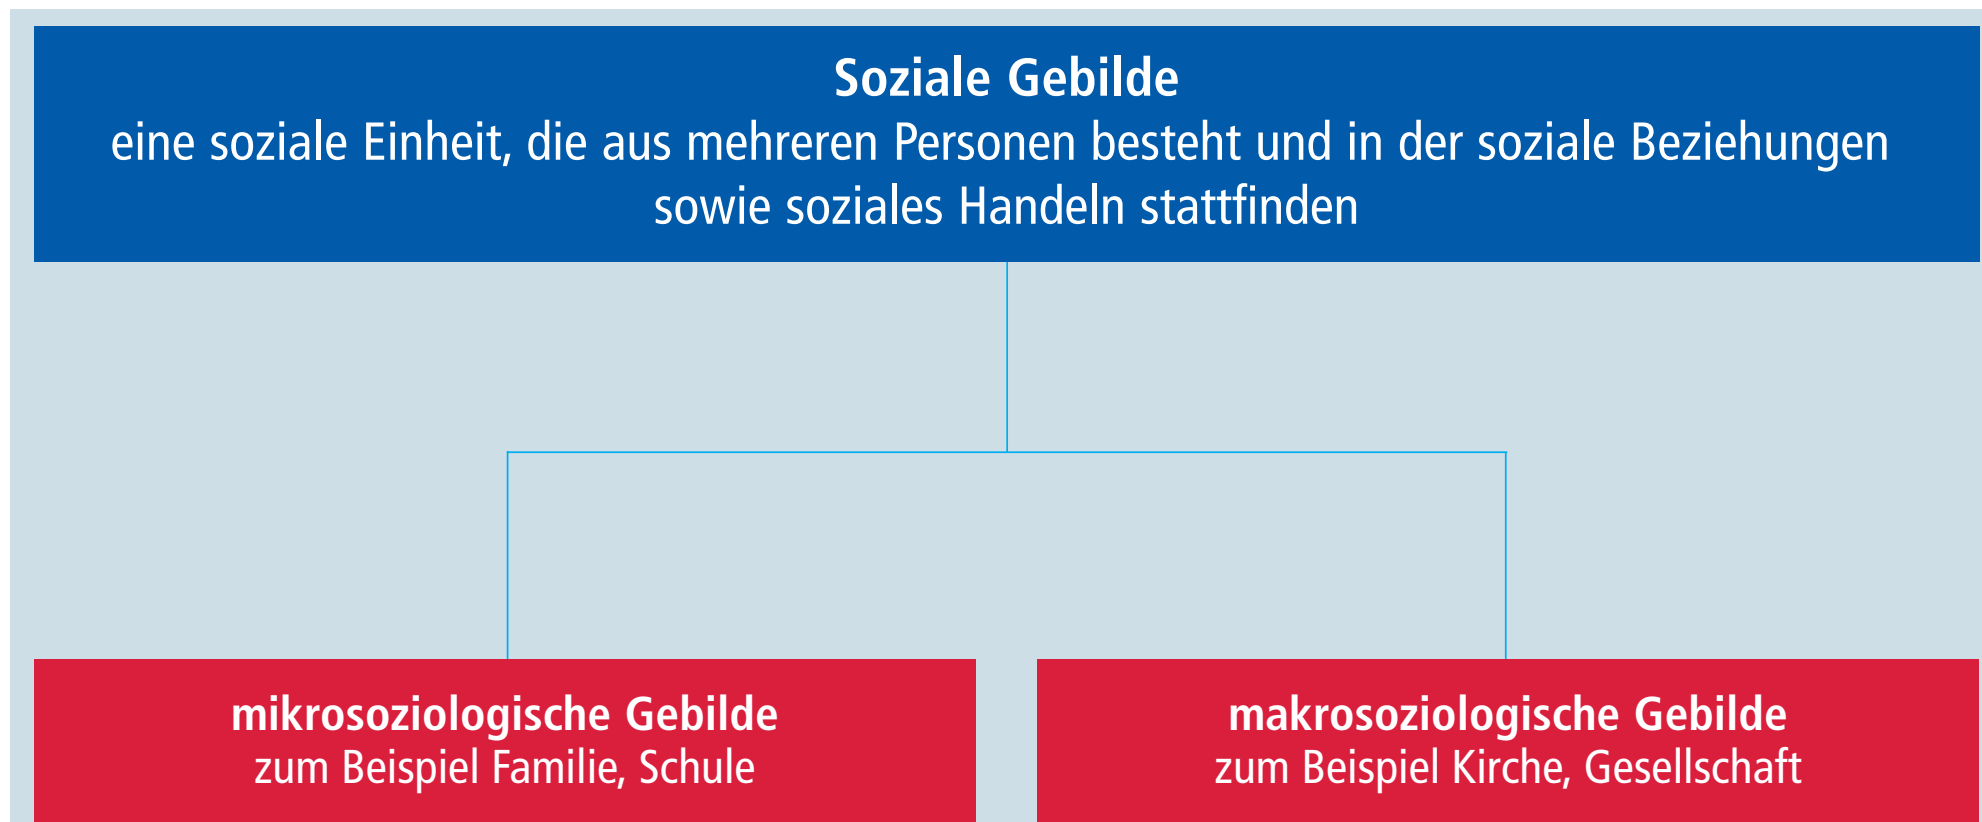 Soziale Gebilde
eine soziale Einheit, die aus mehreren Personen besteht und in der soziale Beziehungen
sowie soziales Handeln stattfinden
mikrosoziologische Gebilde
zum Beispiel Familie, Schule
makrosoziologische Gebilde
zum Beispiel Kirche, Gesellschaft